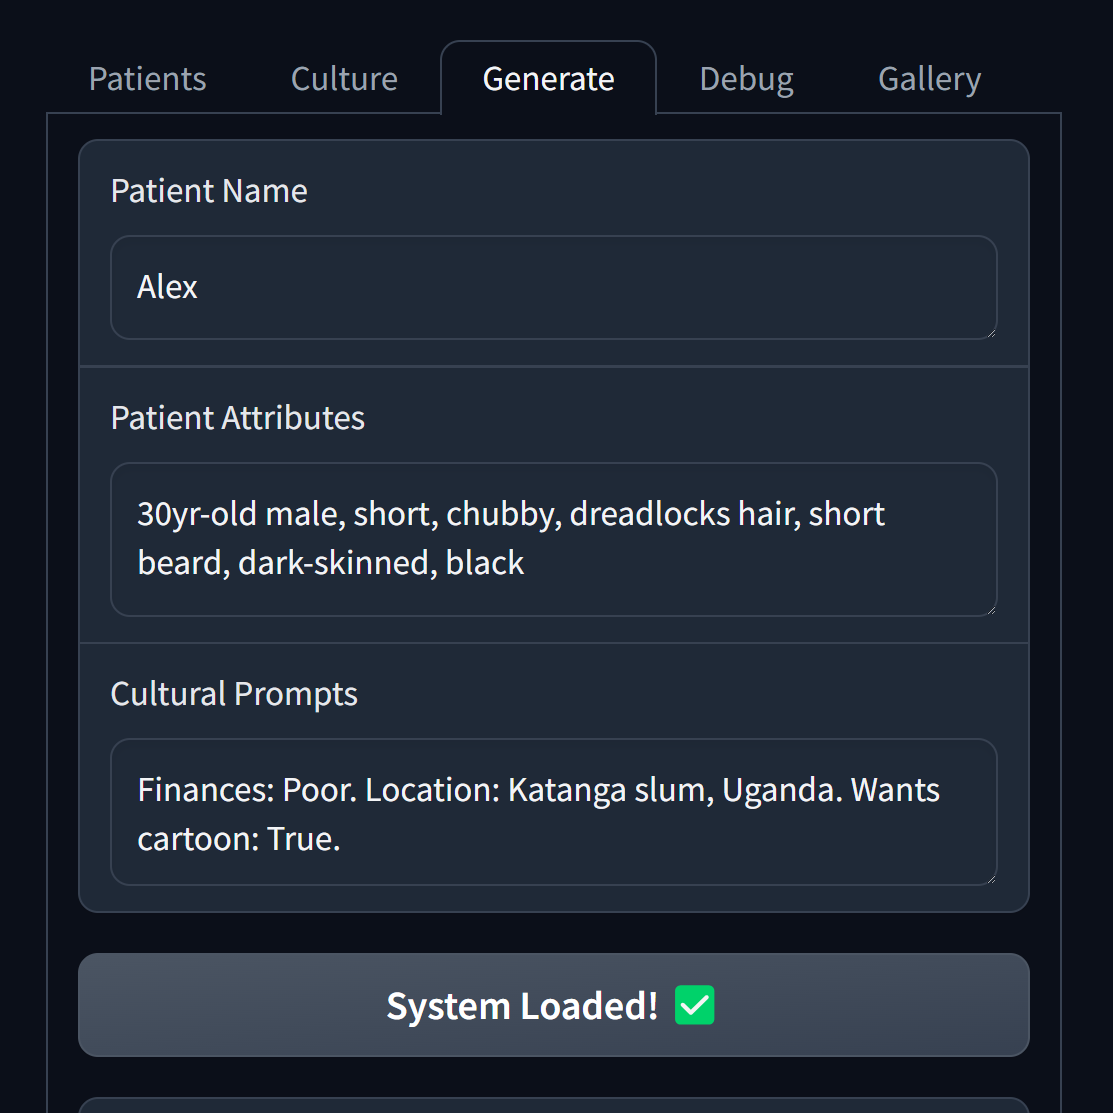 Patients Culture Generate Debug Gallery
Patient Name
Alex
Patient Attributes
30yr-old male, short, chubby, dreadlocks hair, short
beard, dark-skinned, black
Cultural Prompts
Finances: Poor. Location: Katanga slum, Uganda. Wants
cartoon: True.
System Loaded! ✅